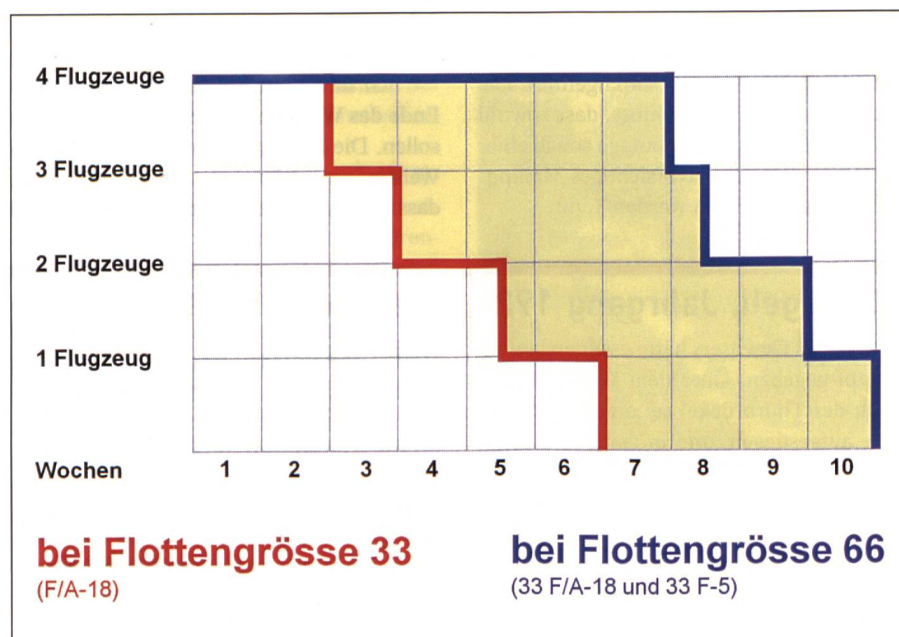 4 Flugzeuge
3 Flugzeuge
2 Flugzeuge
1 Flugzeug
Wochen 1 2 3 4 5 6 7 8 9 10
bei Flottengrösse 33
(F/A-18)
bei Flottengrösse 66
(33 F/A-18 und 33 F-5)